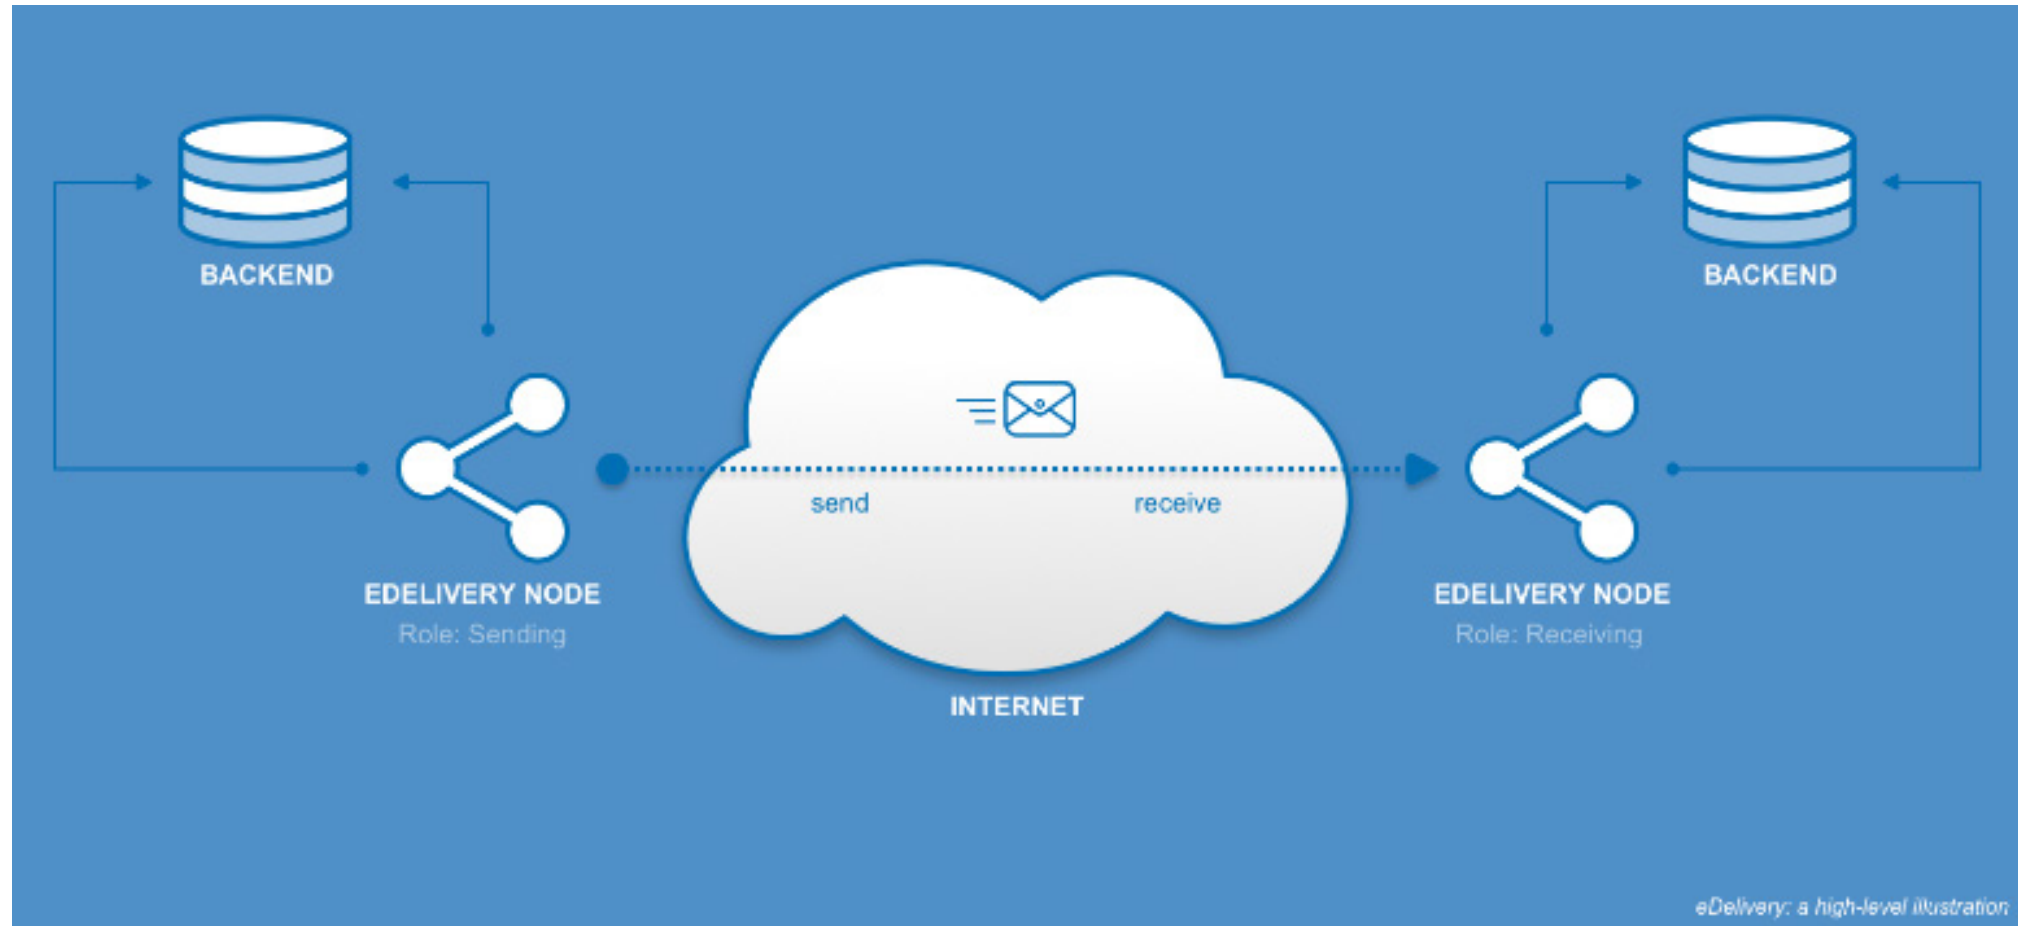 BACKEND
BACKEND
send
receive
EDELIVERY NODE
Role: Sending
EDELIVERY NODE
Role: Receiving
INTERNET
eDelivery: a high-level illustration